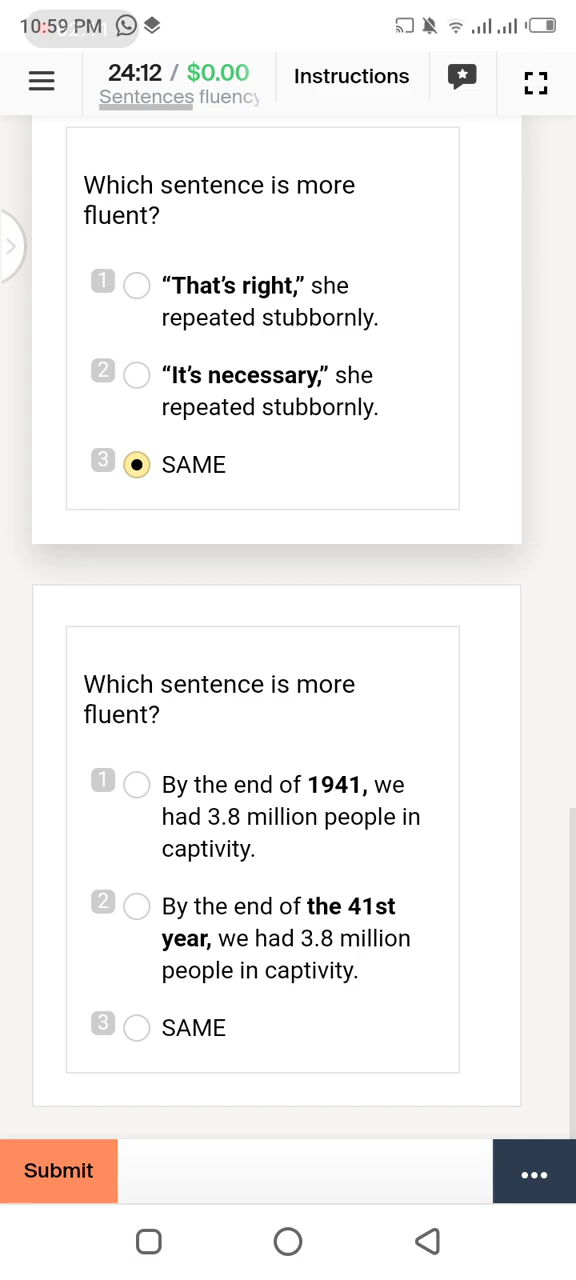 10:59 PM
24:12 / $0.00
Instructions
Sentences fluency
Which sentence is more
fluent?
1
“That’s right,” she
repeated stubbornly.
2
“It’s necessary,” she
repeated stubbornly.
3
SAME
Which sentence is more
fluent?
1
By the end of 1941, we
had 3.8 million people in
captivity.
2
By the end of the 41st
year, we had 3.8 million
people in captivity.
3
SAME
Submit